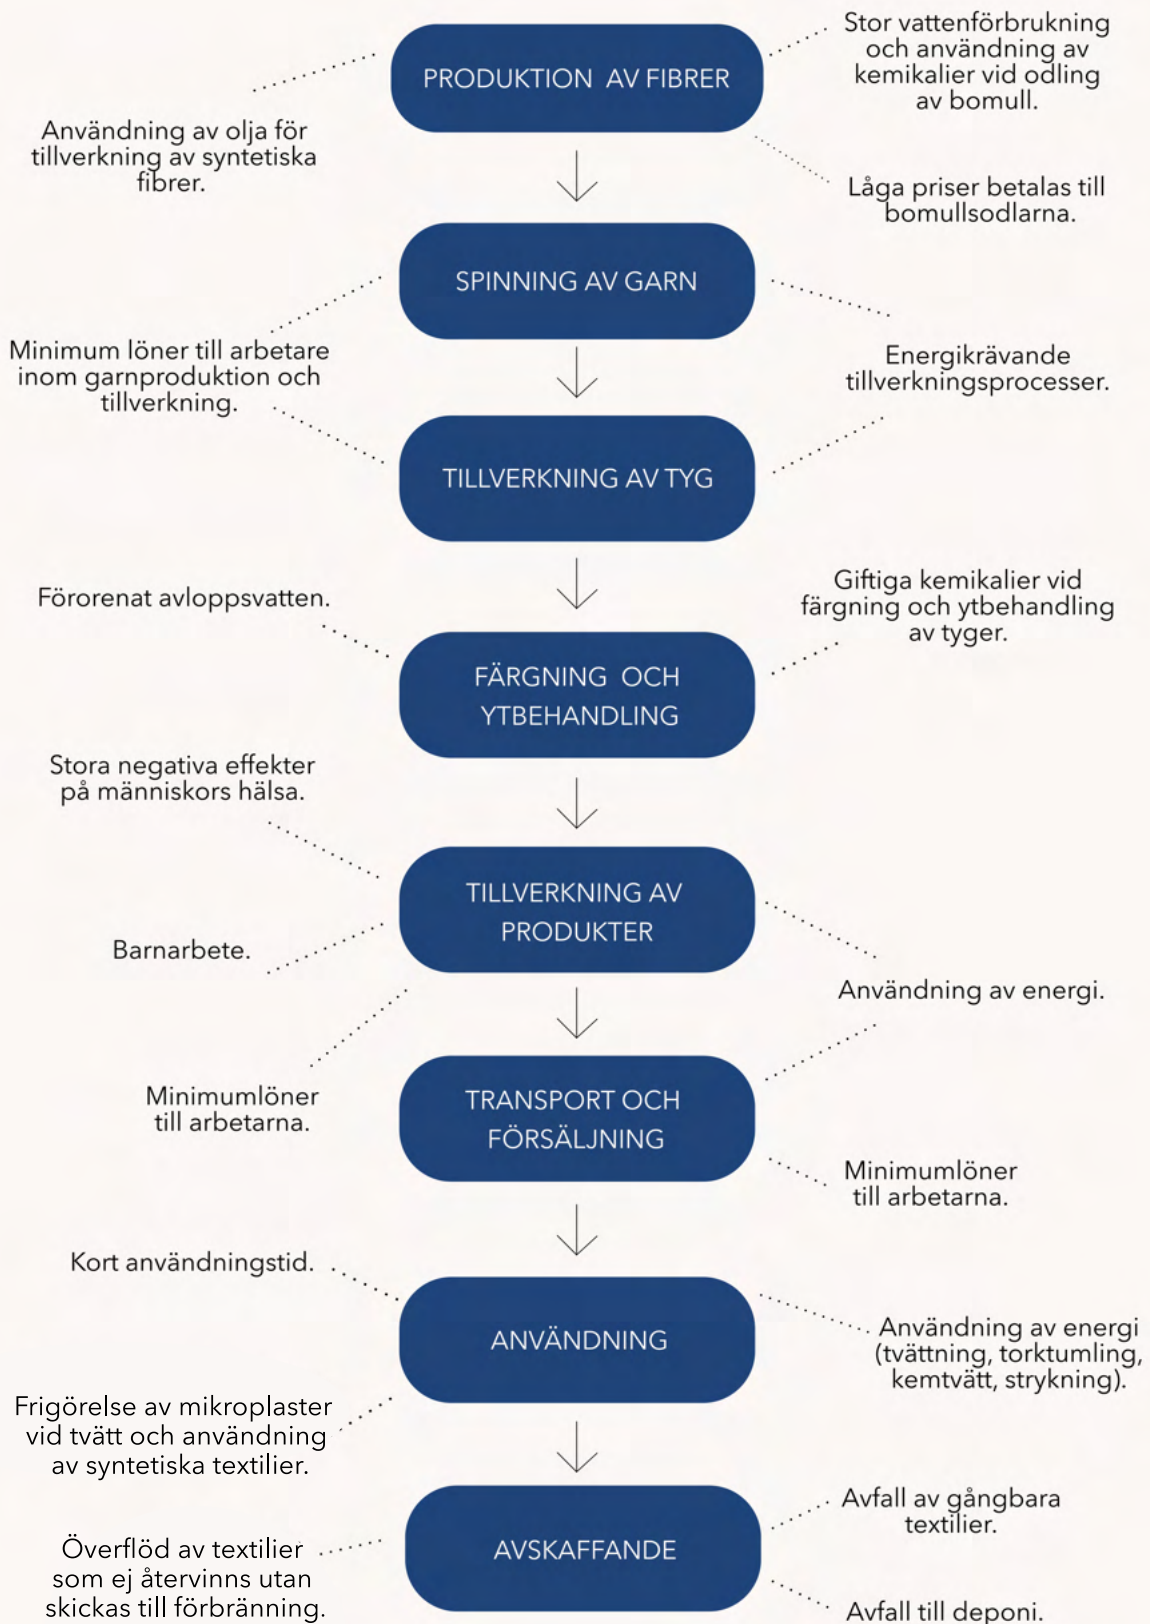 Stor vattenförbrukning
och användning av
kemikalier vid odling
av bomull.
PRODUKTION AV FIBRER
Användning av olja för
tillverkning av syntetiska
fibrer.
Låga priser betalas till
bomullsodlarna.
SPINNING AV GARN
Minimum löner till arbetare
inom garnproduktion och
tillverkning.
Energikrävande
tillverkningsprocesser.
TILLVERKNING AV TYG
Förorenat avloppsvatten.
Giftiga kemikalier vid
färgning och ytbehandling
av tyger.
FÄRGNING OCH
YTBEHANDLING
Stora negativa effekter
på människors hälsa.
TILLVERKNING AV
PRODUKTER
Barnarbete.
Användning av energi.
Minimumlöner
till arbetarna.
TRANSPORT OCH
FÖRSÄLJNING
Minimumlöner
till arbetarna.
Kort användningstid.
ANVÄNDNING
Användning av energi
(tvättning, torktumling,
kemtvätt, strykning).
Frigörelse av mikroplaster
vid tvätt och användning
av syntetiska textilier.
Avfall av gångbara
textilier.
AVSKAFFANDE
Överflöd av textilier
som ej återvinns utan
skickas till förbränning.
Avfall till deponi.